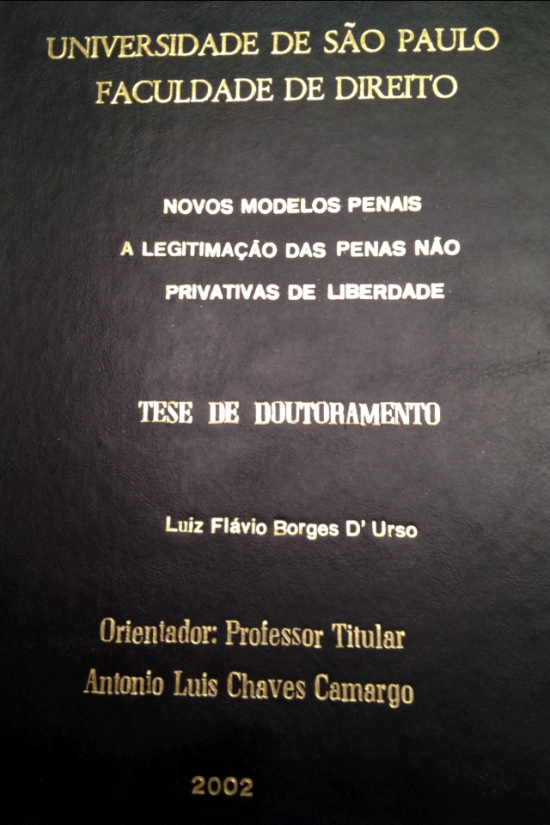 UNIVERSIDADE DE SÃO PAULO
FACULDADE DE DIREITO
NOVOS MODELOS PENAIS
A LEGITIMAÇÃO DAS PENAS NÃO
PRIVATIVAS DE LIBERDADE
TESE DE DOUTORAMENTO
Luiz Flávio Borges D' Urso
Orientador: Professor Titular
Antonio Luis Chaves Camargo
2002